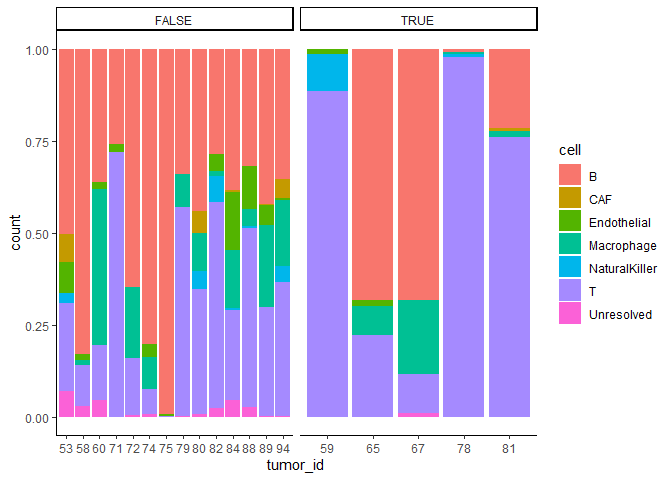 FALSE TRUE
1.00
0.75
0.50
0.25
0.00
count
53 58 60 71 72 74 75 79 80 82 84 88 89 94 59 65 67 78 81
tumor_id
cell
B
CAF
Endothelial
Macrophage
NaturalKiller
T
Unresolved